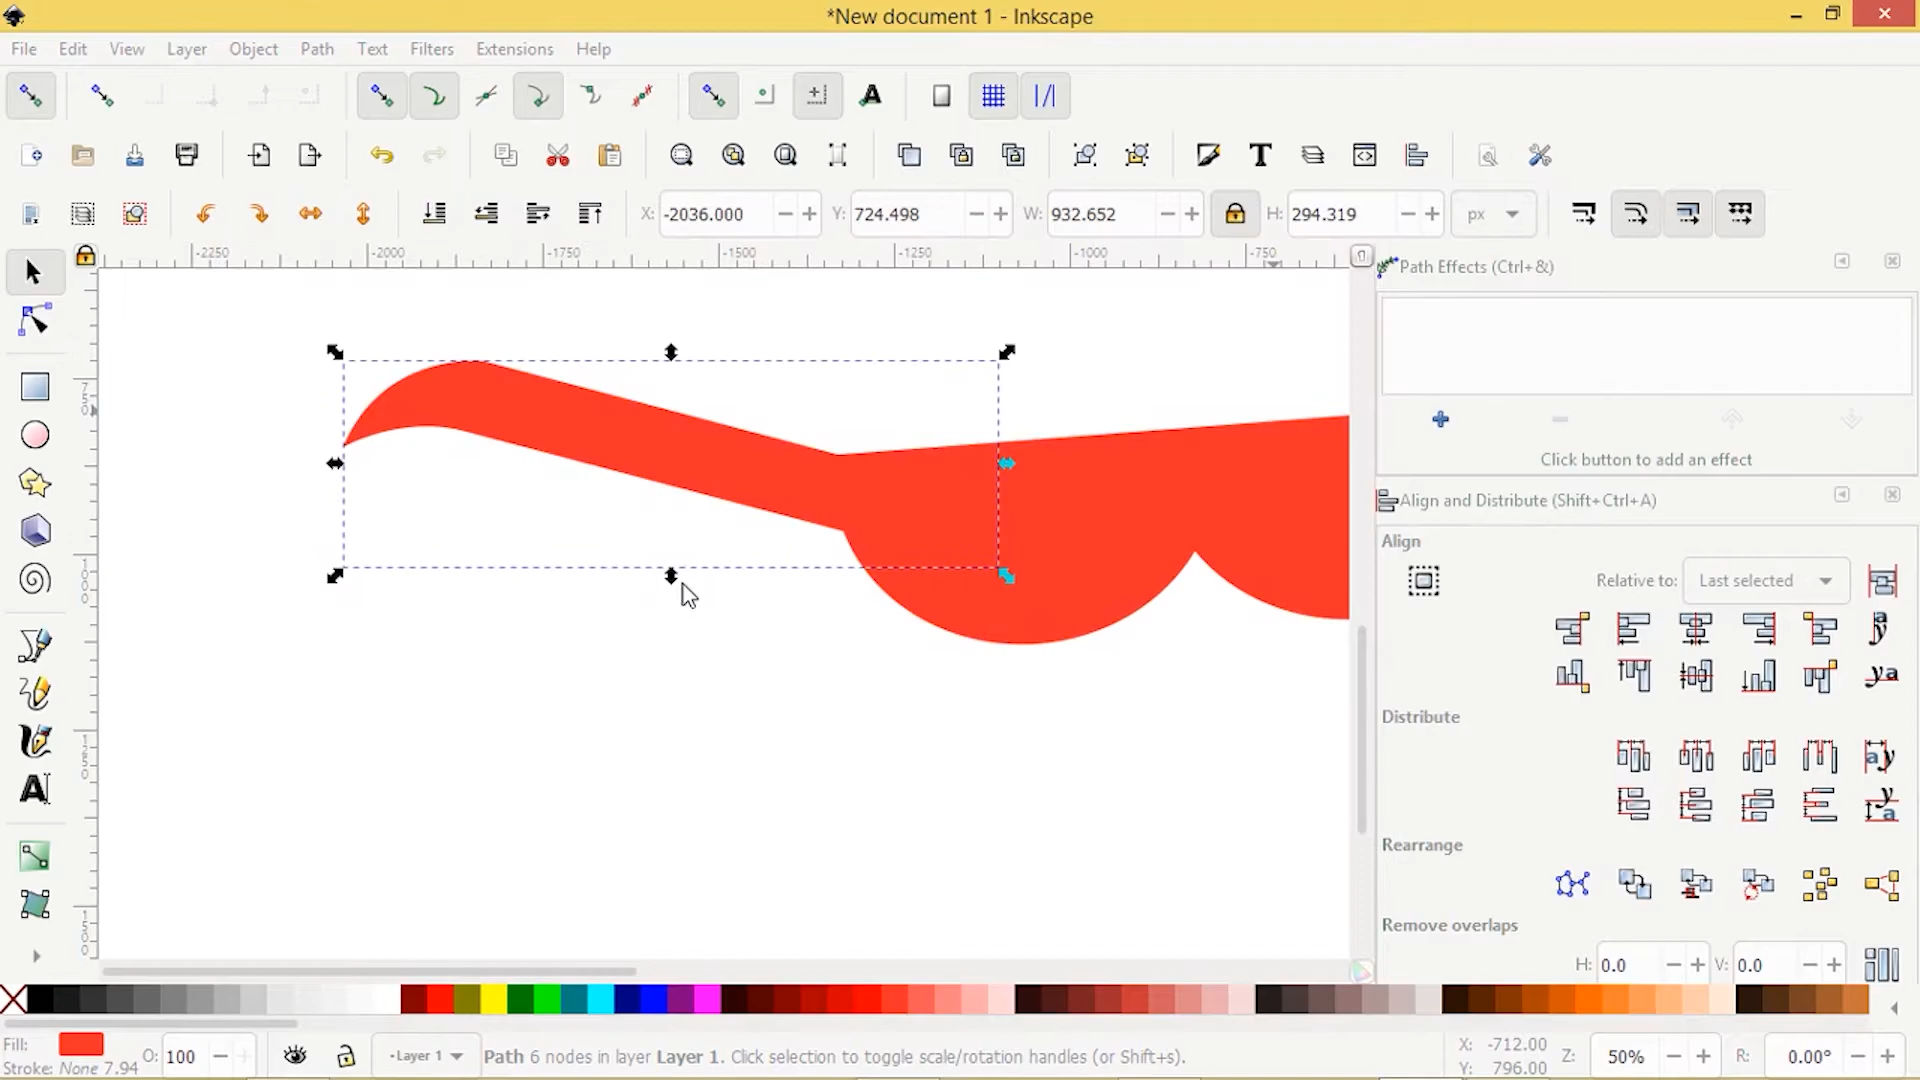 *New document 1 - Inkscape
File Edit View Layer Object Path Text Filters Extensions Help
X: -2036.000 Y: 724.498 W: 932.652 H: 294.319 px
-2250 -2000 -1750 -1500 -1250 -1000 -750
Path Effects (Ctrl+&)
Click button to add an effect
Align and Distribute (Shift+Ctrl+A)
Align
Relative to: Last selected
Distribute
Rearrange
Remove overlaps
H: 0.0 V: 0.0
750
1000
1250
1500
Fill:
Stroke: None 7.94
O: 100
Layer 1
Path 6 nodes in layer Layer 1. Click selection to toggle scale/rotation handles (or Shift+s).
X: -712.00
Y: 796.00
Z: 50%
R: 0.00°